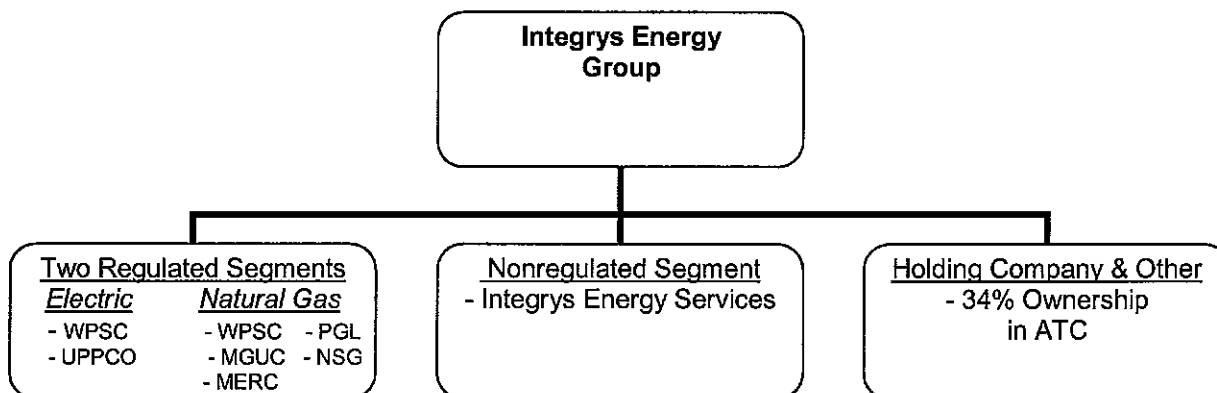 Integrys Energy
Group
Two Regulated Segments
Electric Natural Gas
- WPSC - WPSC - PGL
- UPPCO - MGUC - NSG
- MERC
Nonregulated Segment
- Integrys Energy Services
Holding Company & Other
- 34% Ownership
in ATC